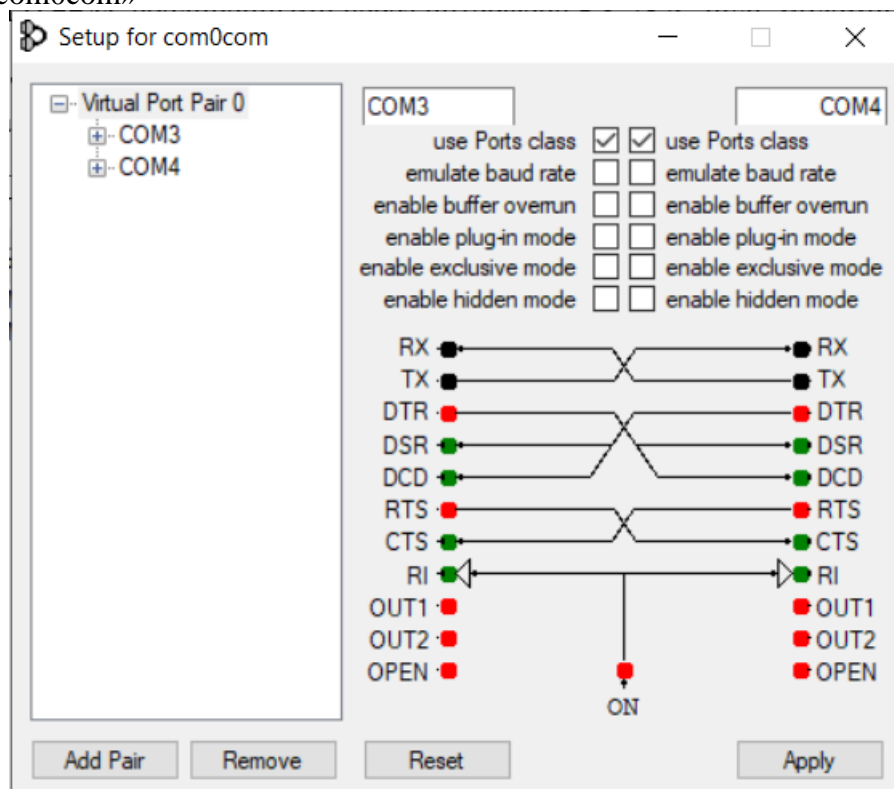 com0com»
Setup for com0com
Virtual Port Pair 0
COM3
COM4
COM3 COM4
use Ports class use Ports class
emulate baud rate emulate baud rate
enable buffer overrun enable buffer overrun
enable plug-in mode enable plug-in mode
enable exclusive mode enable exclusive mode
enable hidden mode enable hidden mode
RX RX
TX TX
DTR DTR
DSR DSR
DCD DCD
RTS RTS
CTS CTS
RI RI
OUT1 OUT1
OUT2 OUT2
OPEN OPEN
ON
Add Pair Remove Reset Apply